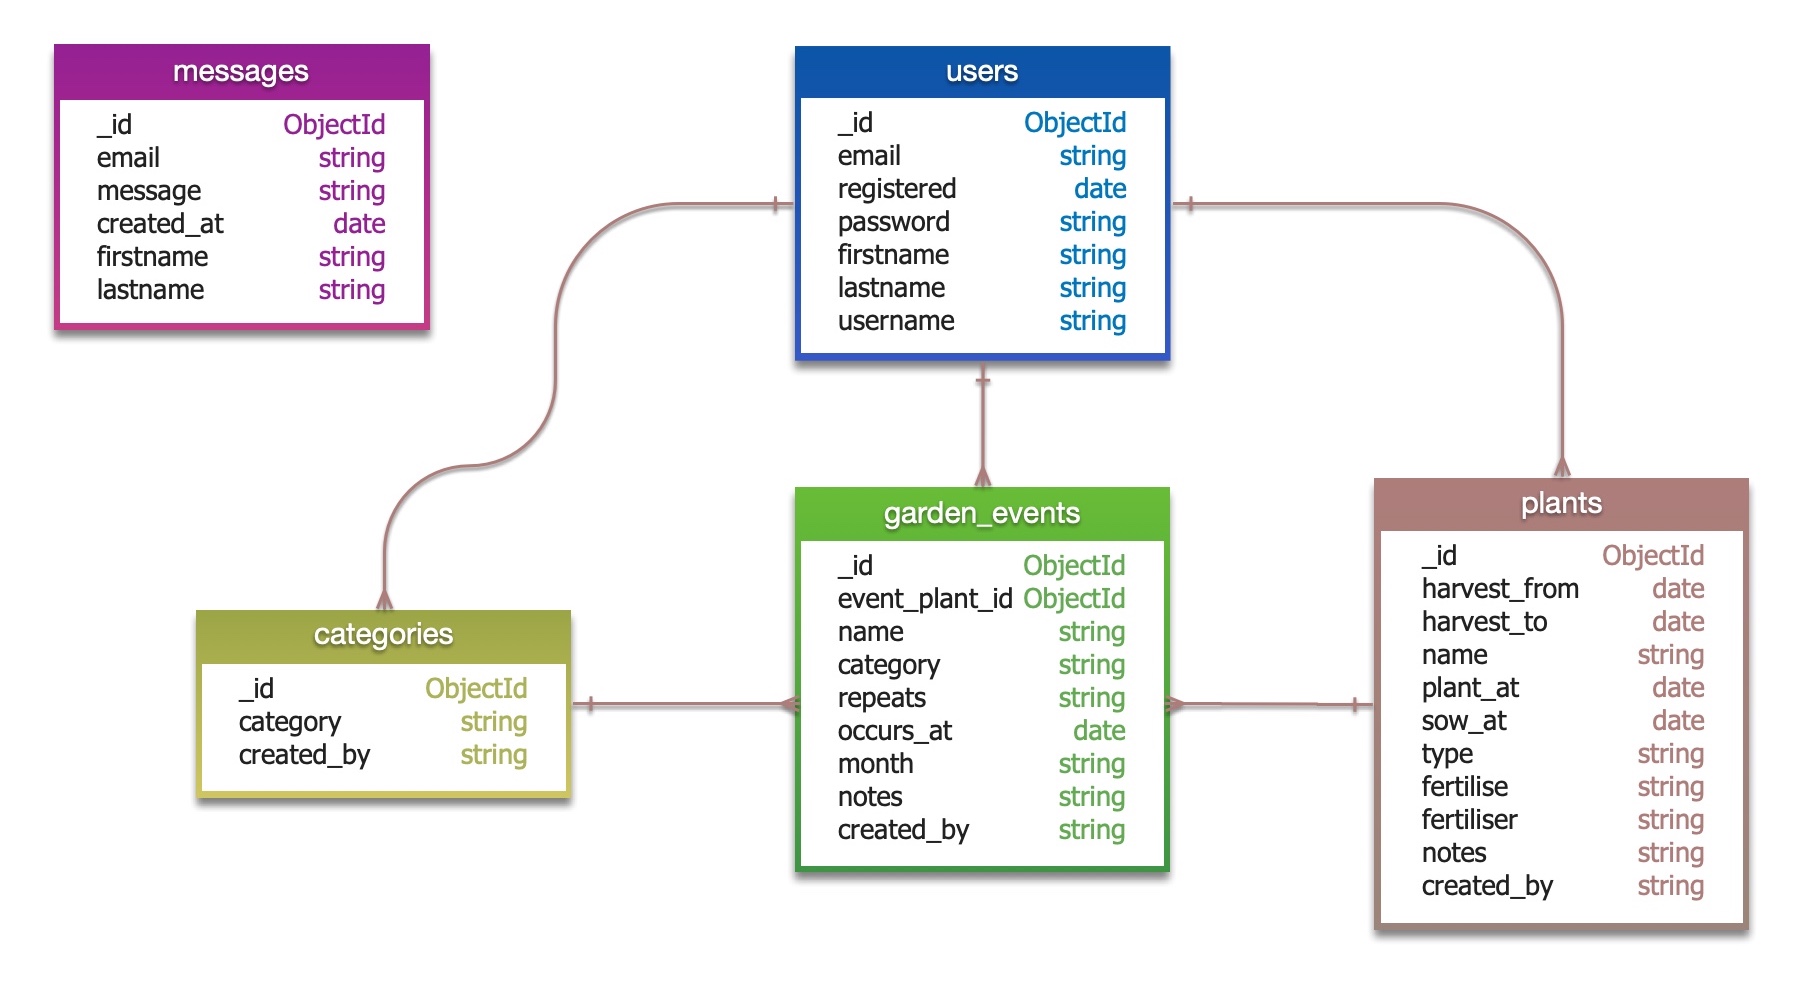 messages
_id ObjectId
email string
message string
created_at date
firstname string
lastname string
users
_id ObjectId
email string
registered date
password string
firstname string
lastname string
username string
categories
_id ObjectId
category string
created_by string
garden_events
_id ObjectId
event_plant_id ObjectId
name string
category string
repeats string
occurs_at date
month string
notes string
created_by string
plants
_id ObjectId
harvest_from date
harvest_to date
name string
plant_at date
sow_at date
type string
fertilise string
fertiliser string
notes string
created_by string